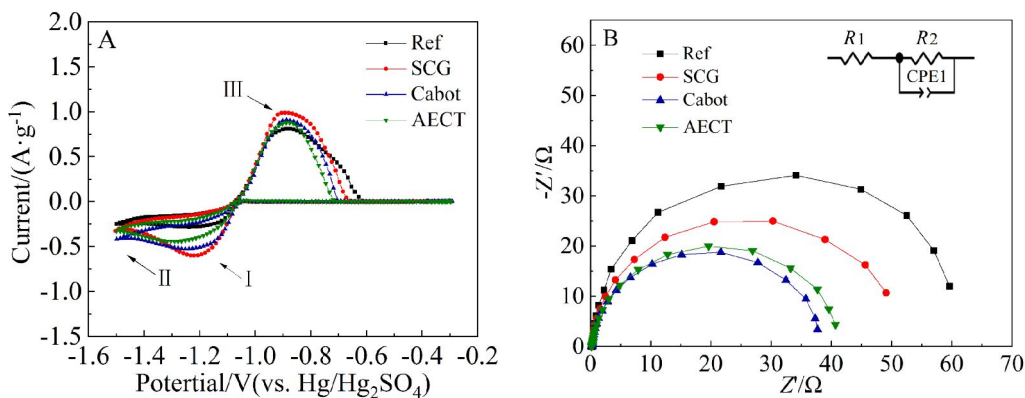 A
Ref
SCG
Cabot
AECT
III
II
I
2.0
1.5
1.0
0.5
0.0
-0.5
-1.0
-1.5
-1.6 -1.4 -1.2 -1.0 -0.8 -0.6 -0.4 -0.2
Current/(A·g⁻¹)
Potertial/V(vs. Hg/Hg₂SO₄)
B
Ref
SCG
Cabot
AECT
R1 R2
CPE1
60
50
40
30
20
10
0
0 10 20 30 40 50 60 70
-Z'/Ω
Z'/Ω